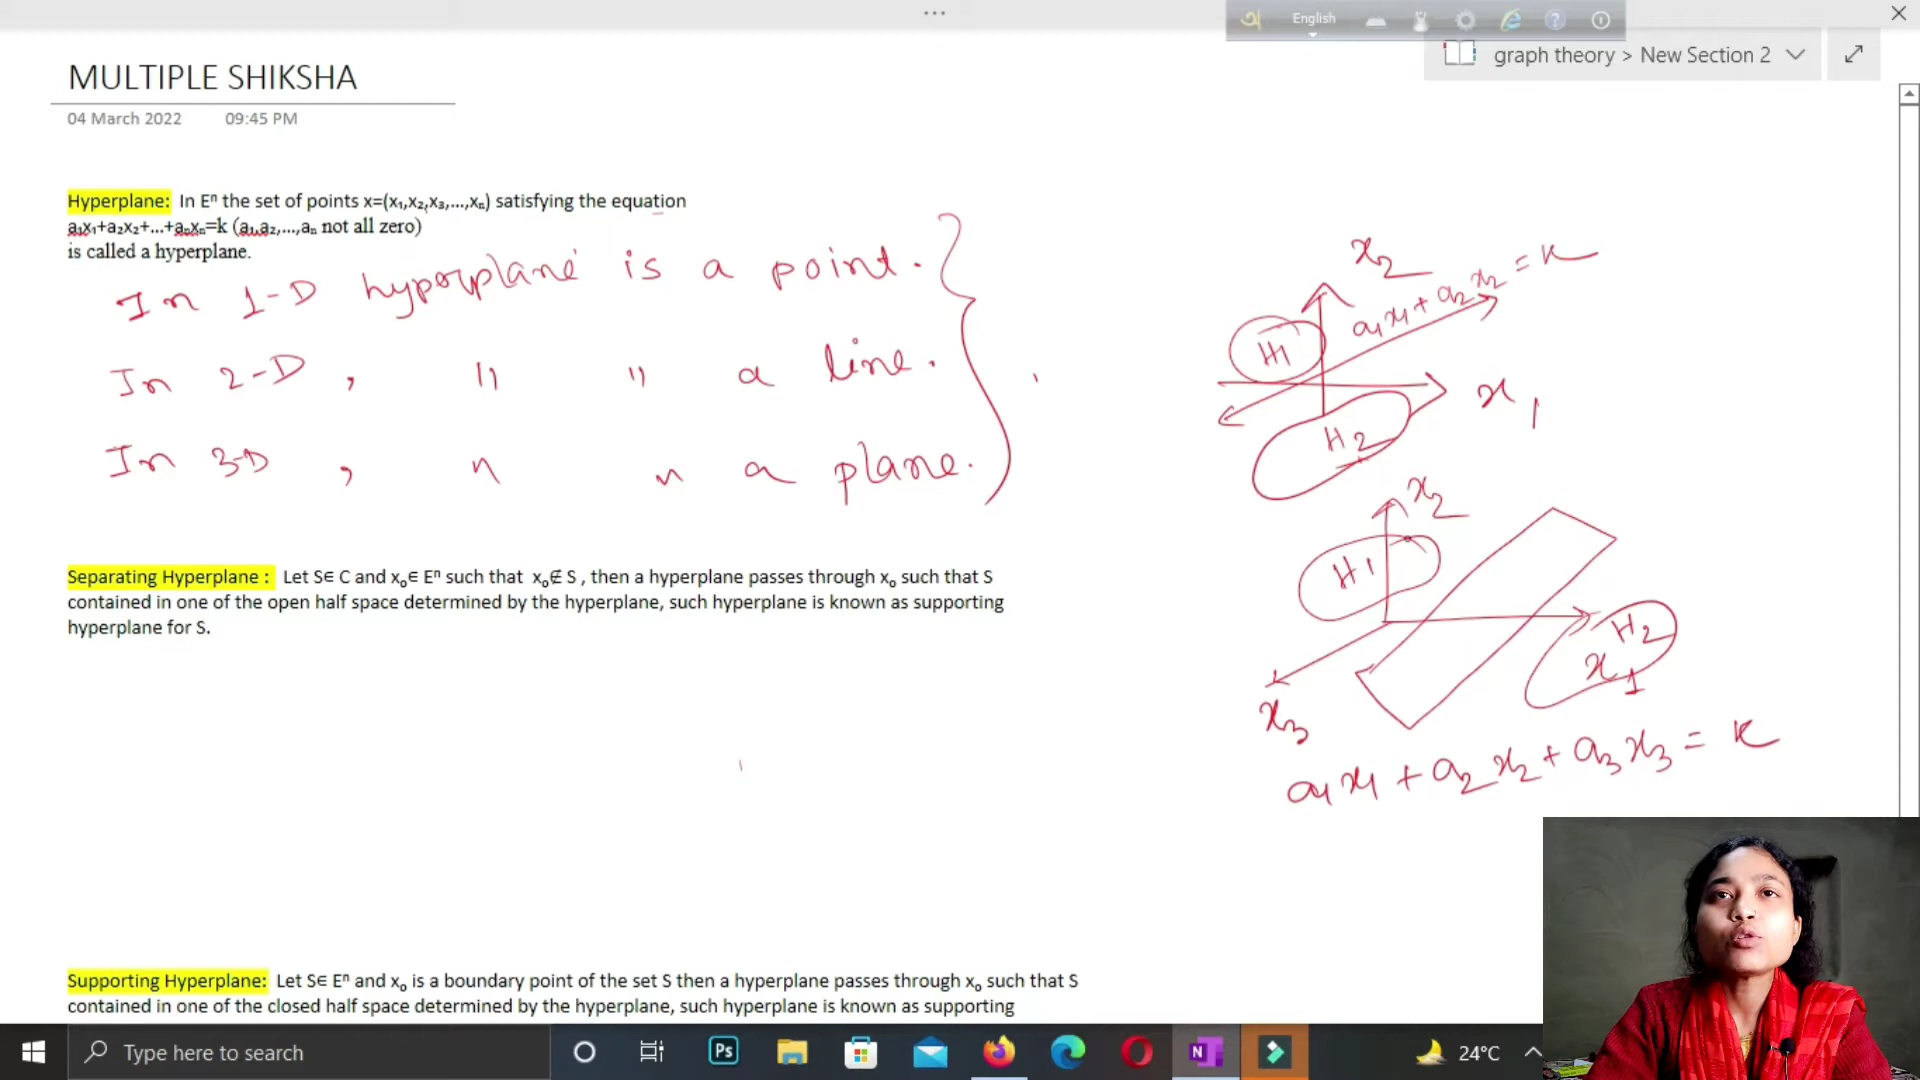 English
graph theory > New Section 2
MULTIPLE SHIKSHA
04 March 2022 09:45 PM
Hyperplane: In Eⁿ the set of points x=(x₁,x₂,x₃,...,xₙ) satisfying the equation
a₁x₁+a₂x₂+...+aₙxₙ=k (a₁,a₂,...,aₙ not all zero)
is called a hyperplane.
In 1-D hyperplane is a point.
In 2-D , " " a line.
In 3-D , " " a plane.
x₂
a₁x₁ + a₂x₂ = k
H₁
x₁
H₂
x₂
H₁
H₂
x₁
x₃
a₁x₁ + a₂x₂ + a₃x₃ = k
Separating Hyperplane : Let S∈ C and x₀∈ Eⁿ such that x₀∉ S , then a hyperplane passes through x₀ such that S
contained in one of the open half space determined by the hyperplane, such hyperplane is known as supporting
hyperplane for S.
Supporting Hyperplane: Let S∈ Eⁿ and x₀ is a boundary point of the set S then a hyperplane passes through x₀ such that S
contained in one of the closed half space determined by the hyperplane, such hyperplane is known as supporting
Type here to search
Ps
N
24°C